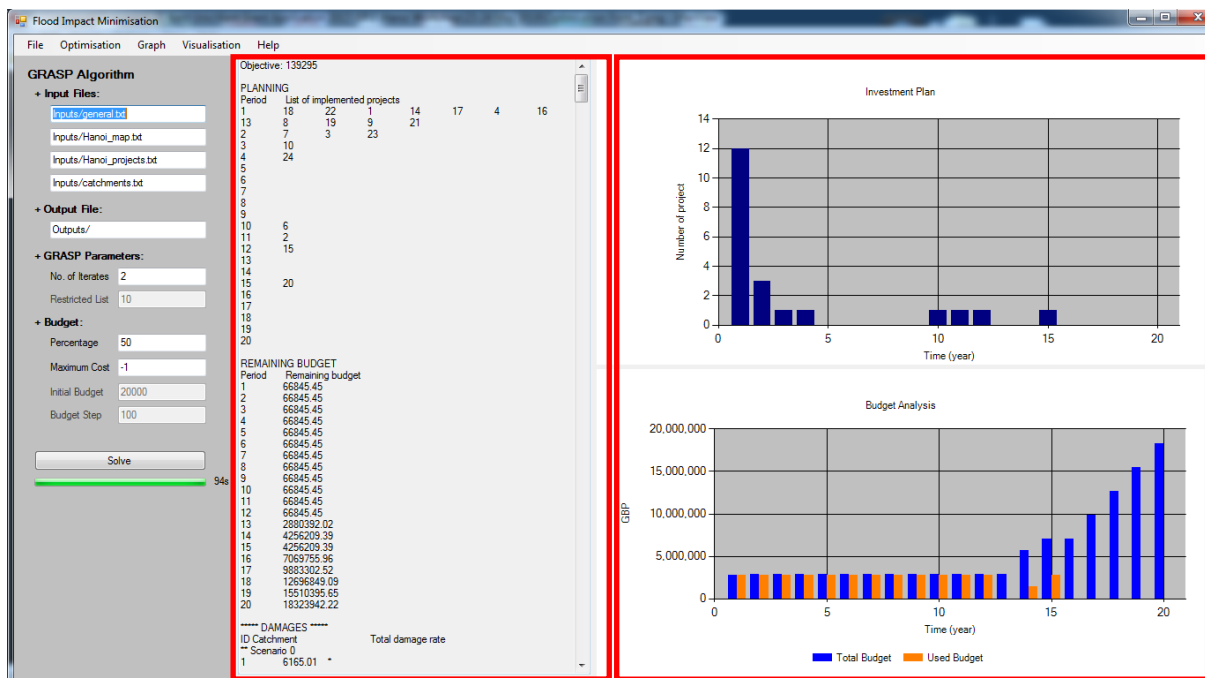 Flood Impact Minimisation
File Optimisation Graph Visualisation Help
GRASP Algorithm
+ Input Files:
Inputs/general.txt
Inputs/Hanoi_map.txt
Inputs/Hanoi_projects.txt
Inputs/catchments.txt
+ Output File:
Outputs/
+ GRASP Parameters:
No. of Iterates 2
Restricted List 10
+ Budget:
Percentage 50
Maximum Cost -1
Initial Budget 20000
Budget Step 100
Solve
94s
Objective: 139295
PLANNING
Period List of implemented projects
1 18 22 1 14 17 4 16
13 8 19 9 21
2 7 3 23
3 10
4 24
5
6
7
8
9
10 6
11 2
12 15
13
14
15 20
16
17
18
19
20
REMAINING BUDGET
Period Remaining budget
1 66845.45
2 66845.45
3 66845.45
4 66845.45
5 66845.45
6 66845.45
7 66845.45
8 66845.45
9 66845.45
10 66845.45
11 66845.45
12 66845.45
13 2880392.02
14 4256209.39
15 4256209.39
16 7069755.96
17 9883302.52
18 12696849.09
19 15510395.65
20 18323942.22
***** DAMAGES *****
ID Catchment Total damage rate
** Scenario 0
1 6165.01 *
Investment Plan
14
12
10
8
6
4
2
0
Number of project
0 5 10 15 20
Time (year)
Budget Analysis
20,000,000
15,000,000
10,000,000
5,000,000
0
GBP
0 5 10 15 20
Time (year)
Total Budget Used Budget